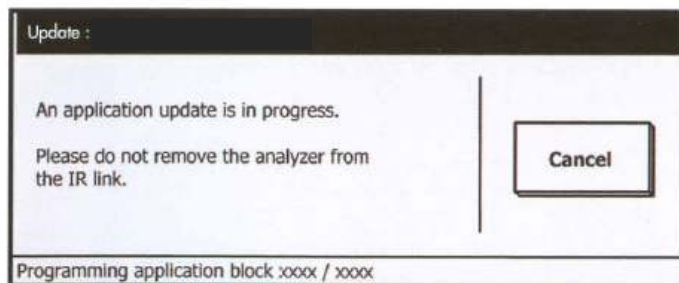 Update :
An application update is in progress.
Please do not remove the analyzer from
the IR link.
Cancel
Programming application block xxxx / xxxx